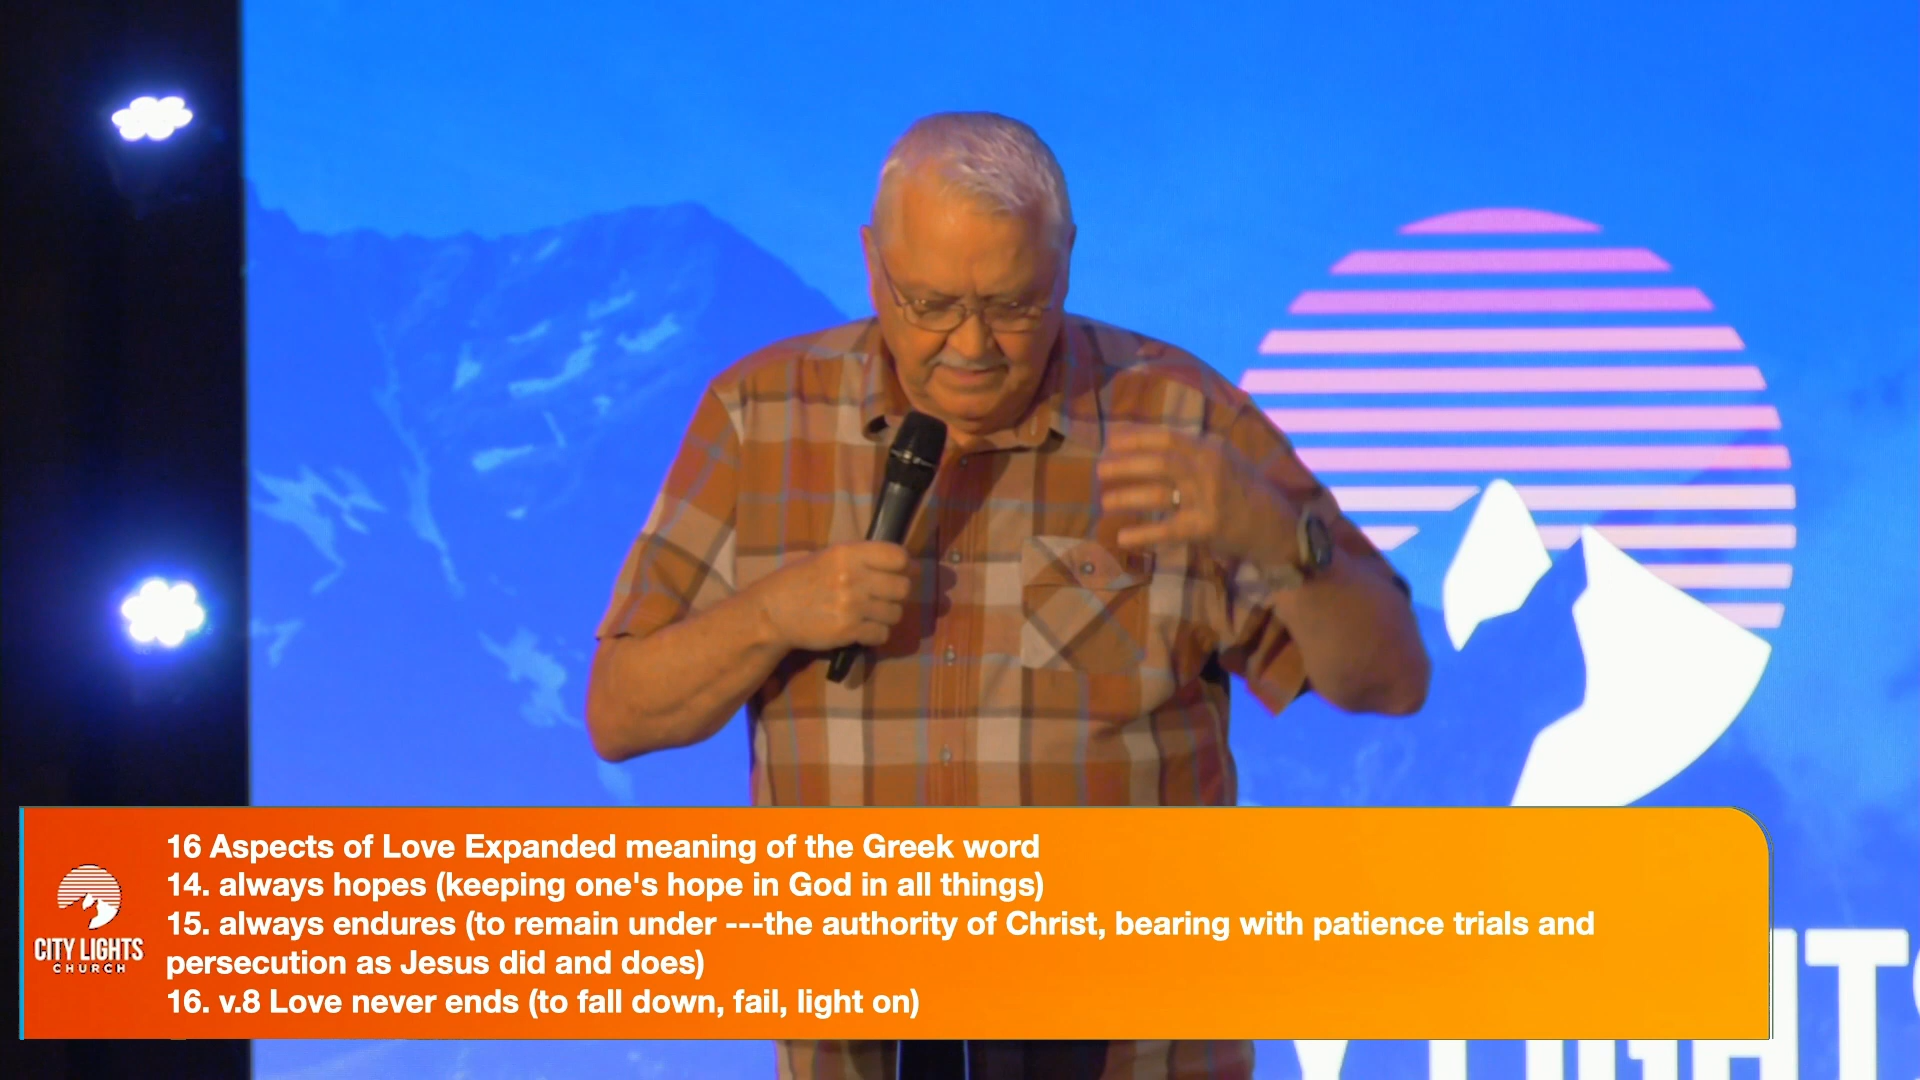 16 Aspects of Love Expanded meaning of the Greek word
14. always hopes (keeping one's hope in God in all things)
15. always endures (to remain under ---the authority of Christ, bearing with patience trials and
persecution as Jesus did and does)
16. v.8 Love never ends (to fall down, fail, light on)
CITY LIGHTS
CHURCH
Y LIGHTS